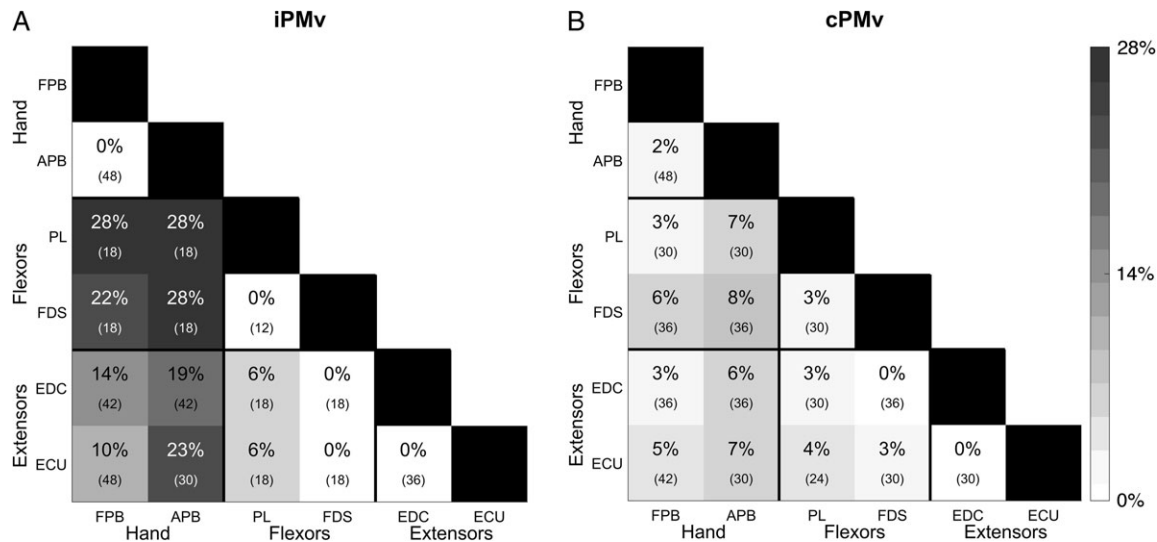 A iPMv
Hand
FPB
APB
0%
(48)
Flexors
PL
28% 28%
(18) (18)
FDS
22% 28% 0%
(18) (18) (12)
Extensors
EDC
14% 19% 6% 0%
(42) (42) (18) (18)
ECU
10% 23% 6% 0% 0%
(48) (30) (18) (18) (36)
FPB APB PL FDS EDC ECU
Hand Flexors Extensors
B cPMv
Hand
FPB
APB
2%
(48)
Flexors
PL
3% 7%
(30) (30)
FDS
6% 8% 3%
(36) (36) (30)
Extensors
EDC
3% 6% 3% 0%
(36) (36) (30) (36)
ECU
5% 7% 4% 3% 0%
(42) (30) (24) (30) (30)
FPB APB PL FDS EDC ECU
Hand Flexors Extensors
28%
14%
0%